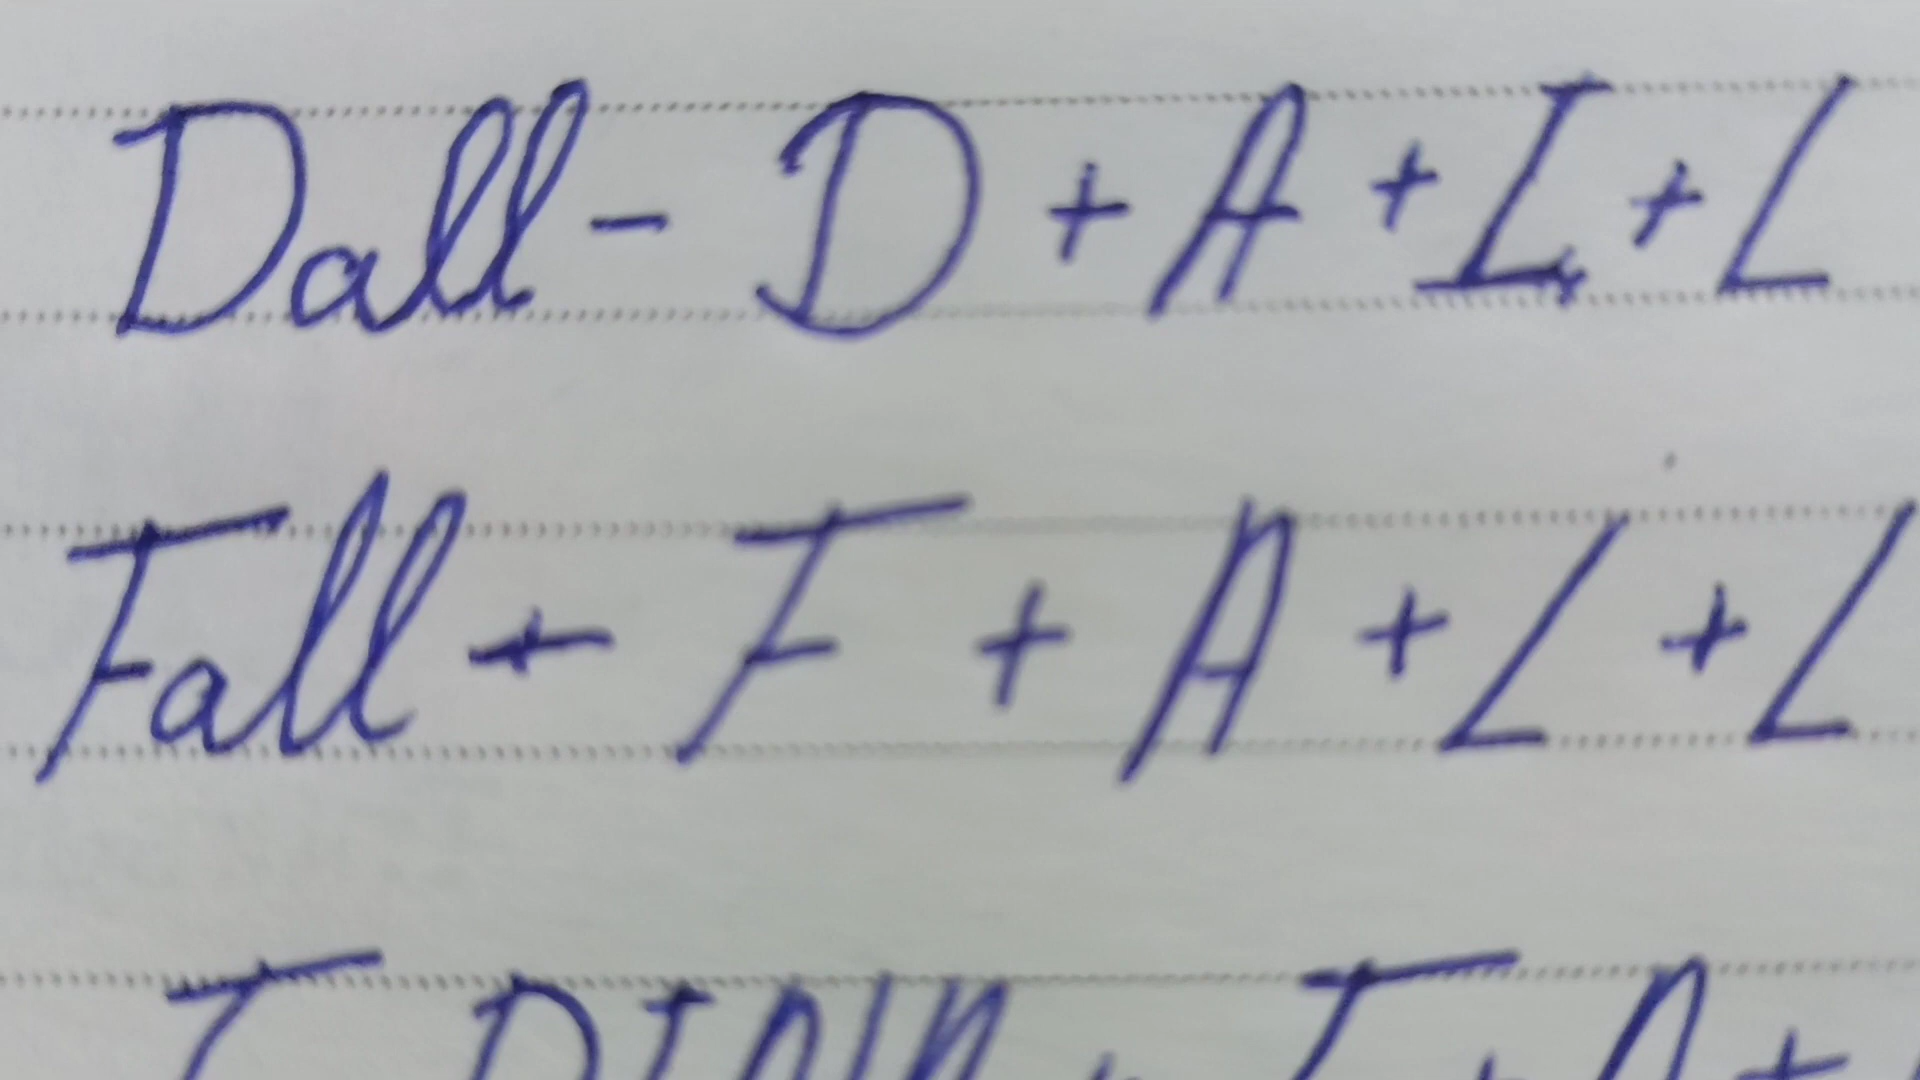 Dall - D + A + I + L
Fall + F + A + L + L